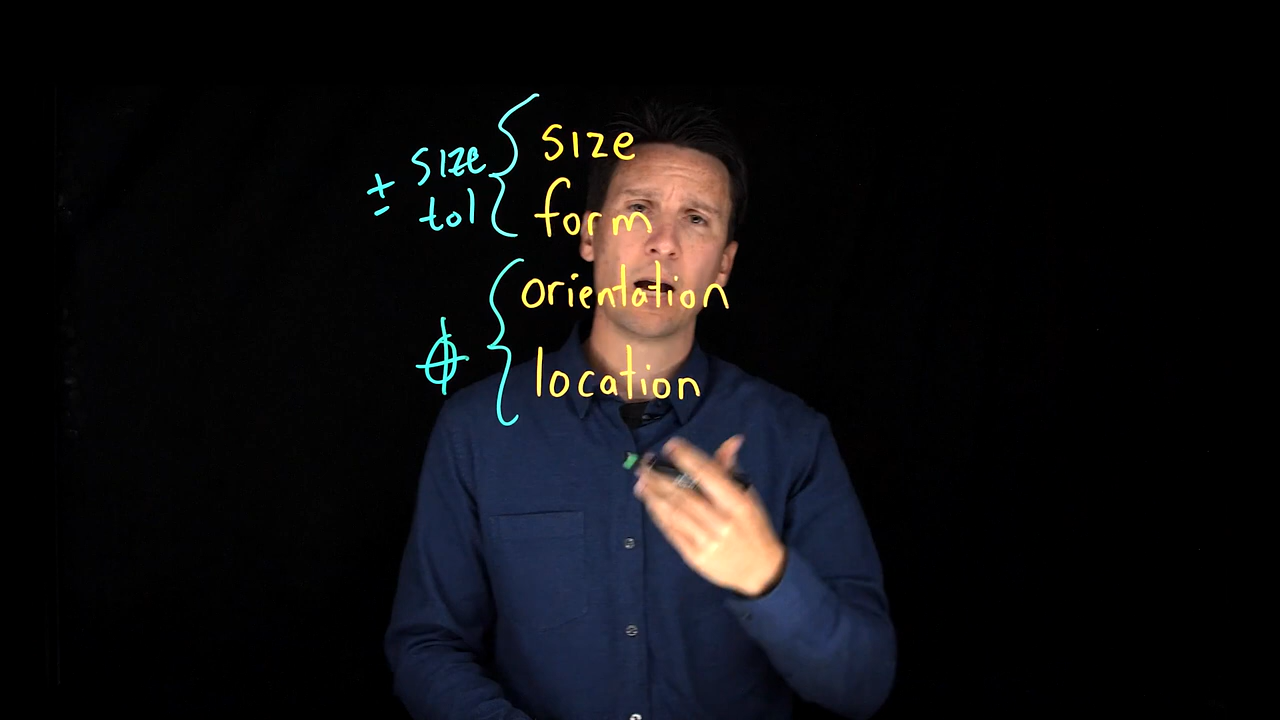 size
form
orientation
location
± size
tol
⌖